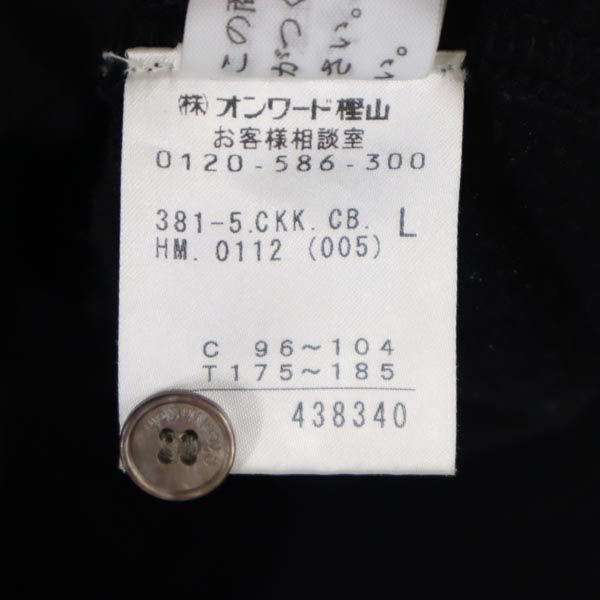 ㈱オンワード樫山
お客様相談室
0120-586-300
381-5.CKK.CB. L
HM. 0112 (005)
C 96～104
T175～185
438340